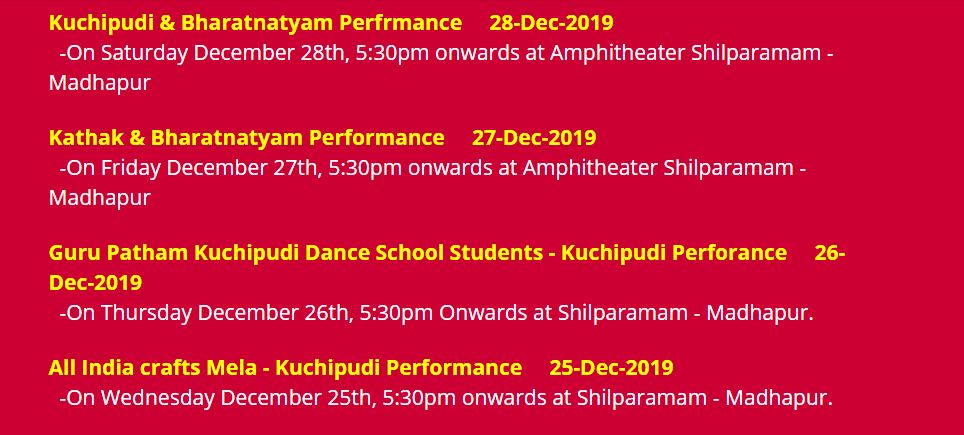 Kuchipudi & Bharatnatyam Perfrmance 28-Dec-2019
-On Saturday December 28th, 5:30pm onwards at Amphitheater Shilparamam -
Madhapur
Kathak & Bharatnatyam Performance 27-Dec-2019
-On Friday December 27th, 5:30pm onwards at Amphitheater Shilparamam -
Madhapur
Guru Patham Kuchipudi Dance School Students - Kuchipudi Perforance 26-
Dec-2019
-On Thursday December 26th, 5:30pm Onwards at Shilparamam - Madhapur.
All India crafts Mela - Kuchipudi Performance 25-Dec-2019
-On Wednesday December 25th, 5:30pm onwards at Shilparamam - Madhapur.